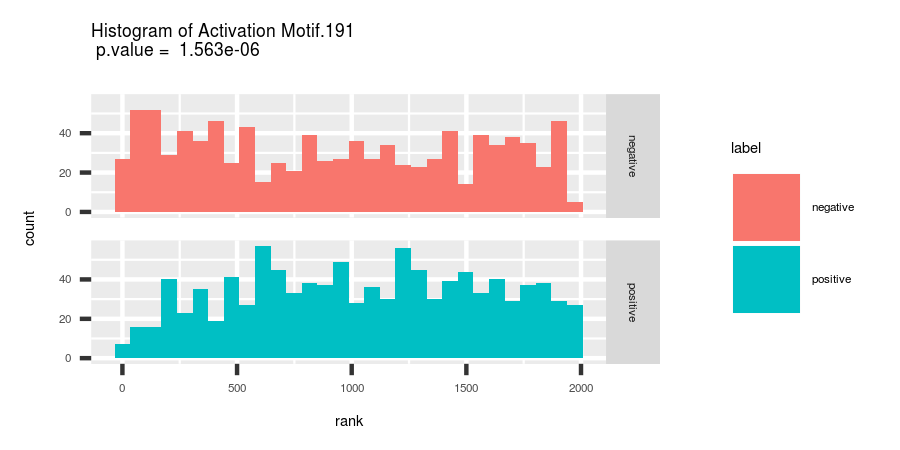 Histogram of Activation Motif.191
p.value = 1.563e-06
count
40
20
0
negative
40
20
0
positive
0 500 1000 1500 2000
rank
label
negative
positive